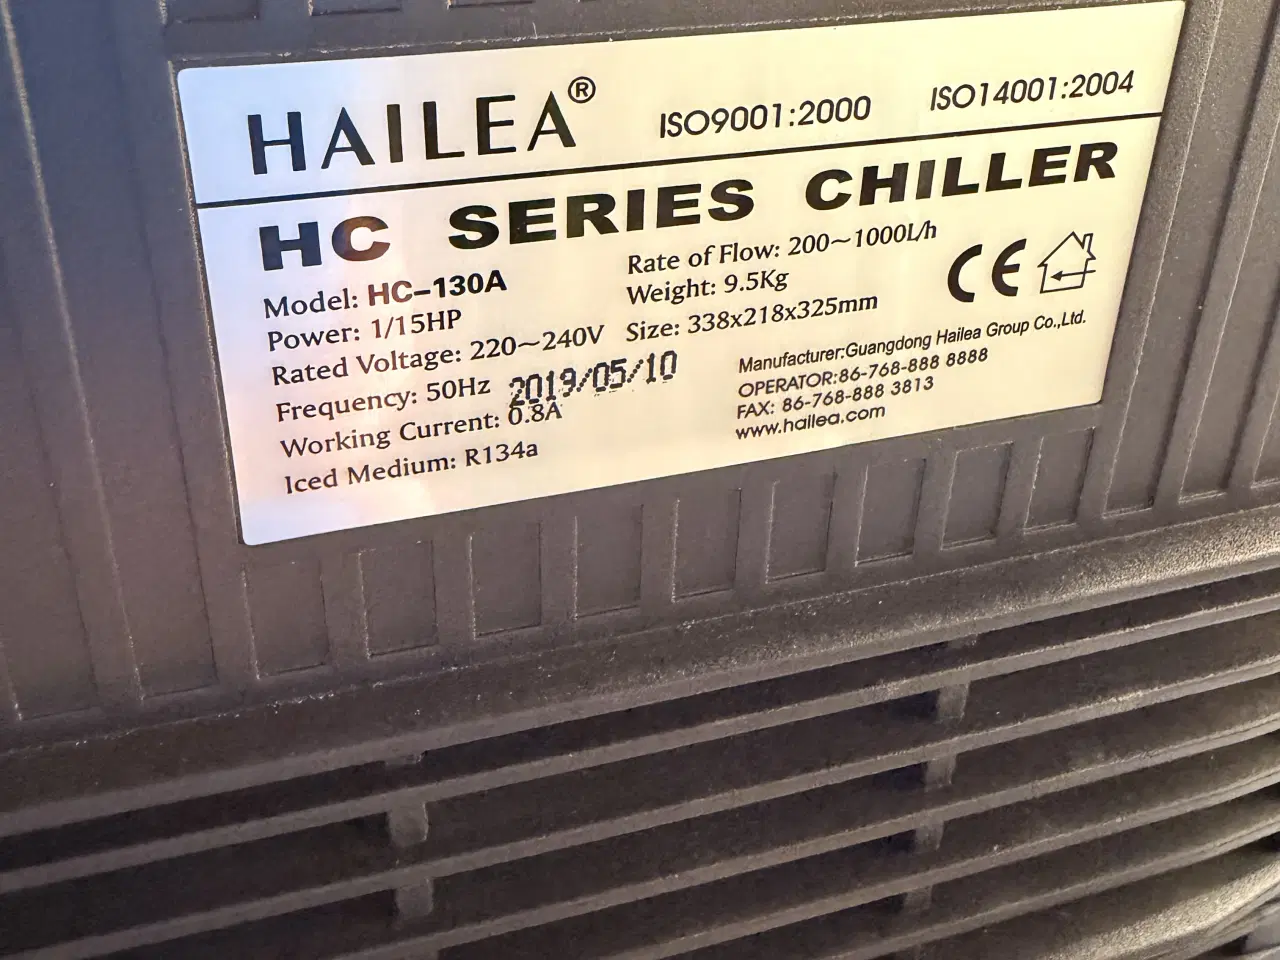 HAILEA® ISO9001:2000 ISO14001:2004
HC SERIES CHILLER
Model: HC-130A
Power: 1/15HP
Rated Voltage: 220~240V
Frequency: 50Hz
2019/05/10
Working Current: 0.8A
Iced Medium: R134a
Rate of Flow: 200~1000L/h
Weight: 9.5Kg
Size: 338x218x325mm
CE
Manufacturer:Guangdong Hailea Group Co.,Ltd.
OPERATOR:86-768-888 8888
FAX: 86-768-888 3813
www.hailea.com